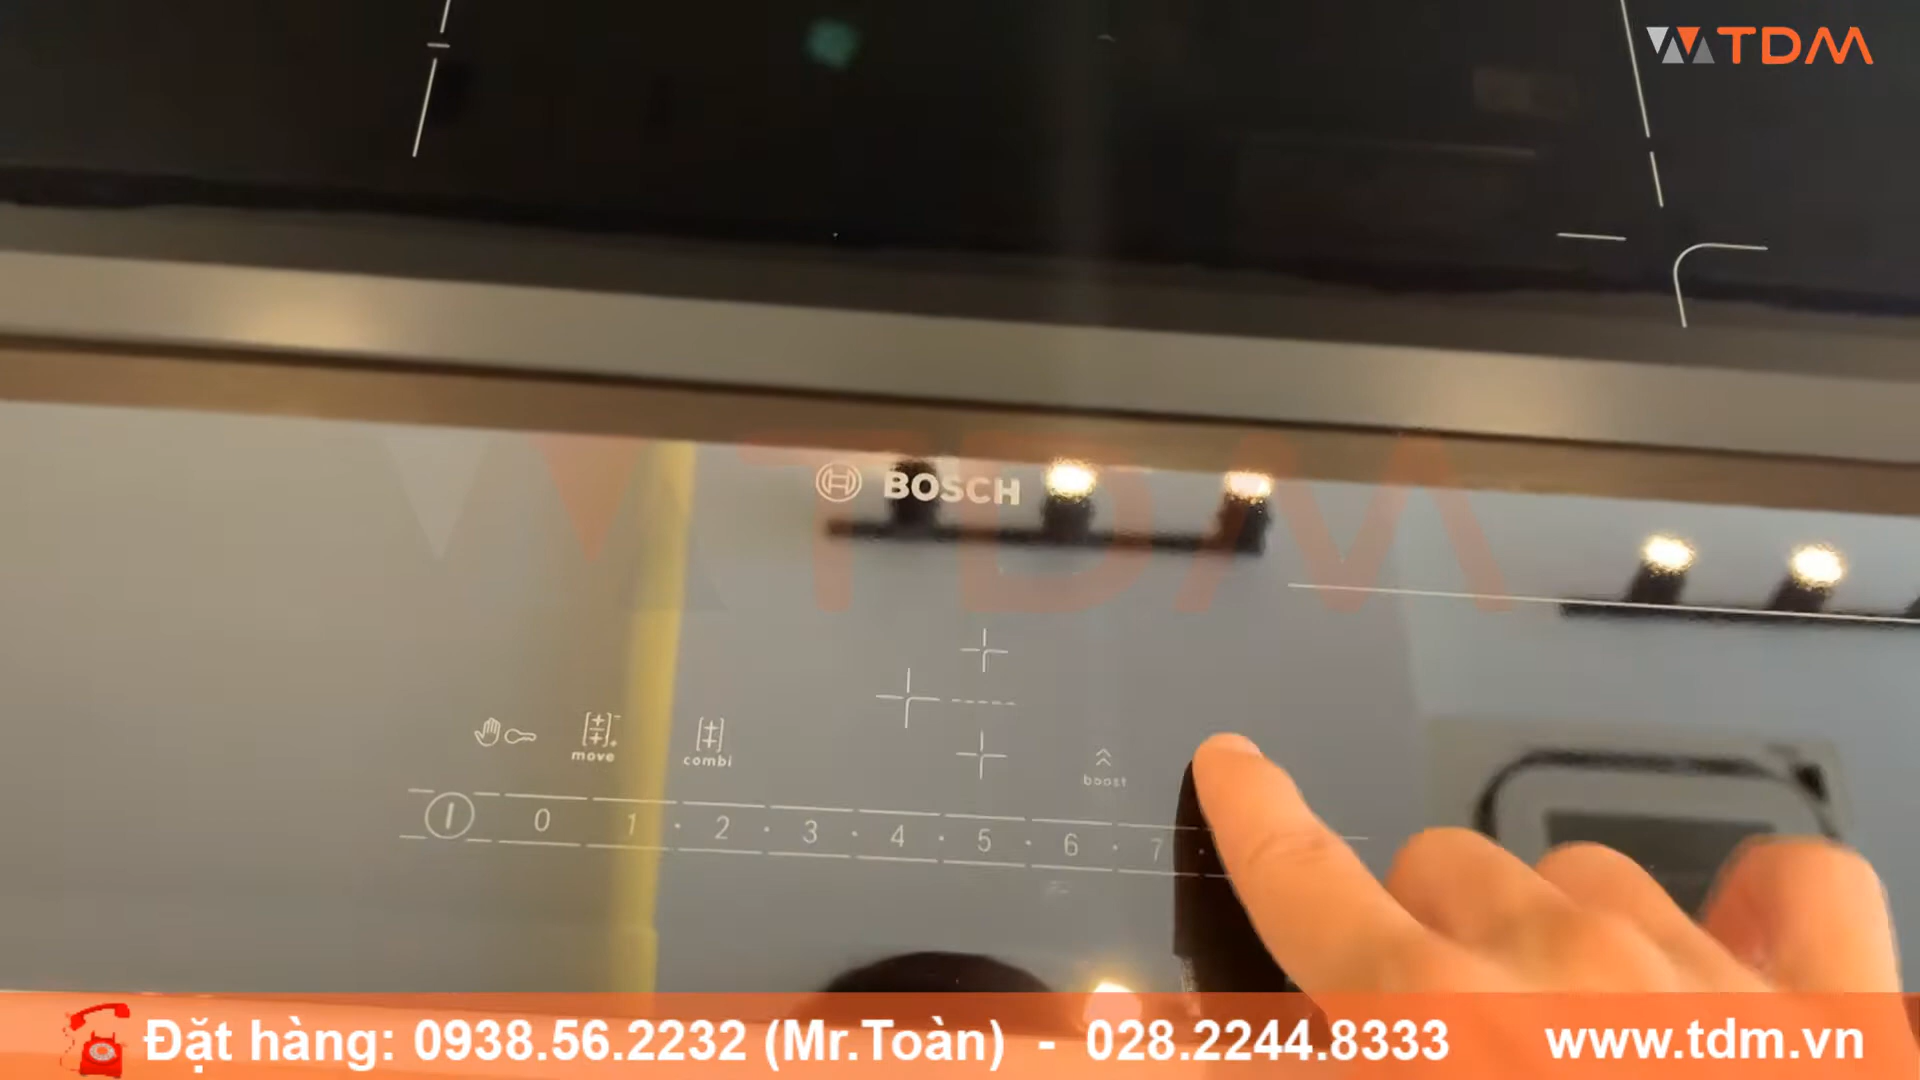 TDM
BOSCH
TDM
move
combi
boost
0 1 · 2 · 3 · 4 · 5 · 6 · 7 ·
Đặt hàng: 0938.56.2232 (Mr.Toàn) - 028.2244.8333
www.tdm.vn